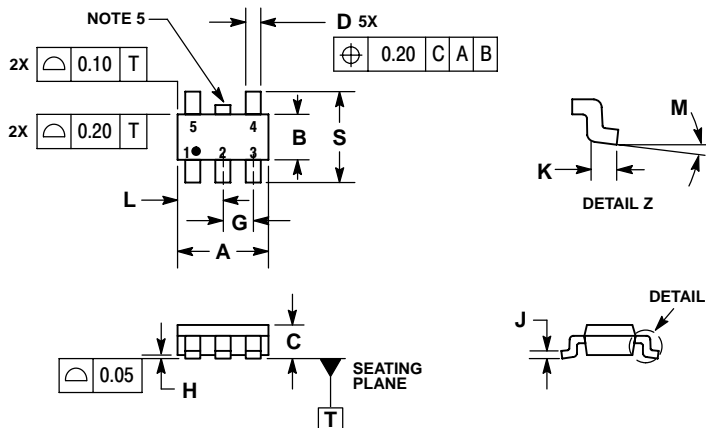 NOTE 5
D 5X
⌖ 0.20 C A B
2X ⌓ 0.10 T
2X ⌓ 0.20 T
5 4
1 2 3
B
S
L
G
A
M
K
DETAIL Z
C
⌓ 0.05
H
SEATING
PLANE
T
J
DETAIL